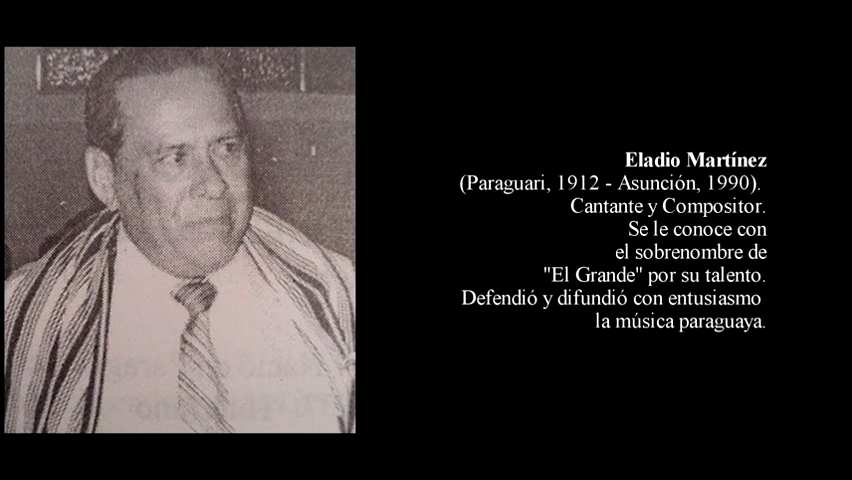 Eladio Martínez
(Paraguari, 1912 - Asunción, 1990).
Cantante y Compositor.
Se le conoce con
el sobrenombre de
"El Grande" por su talento.
Defendió y difundió con entusiasmo
la música paraguaya.